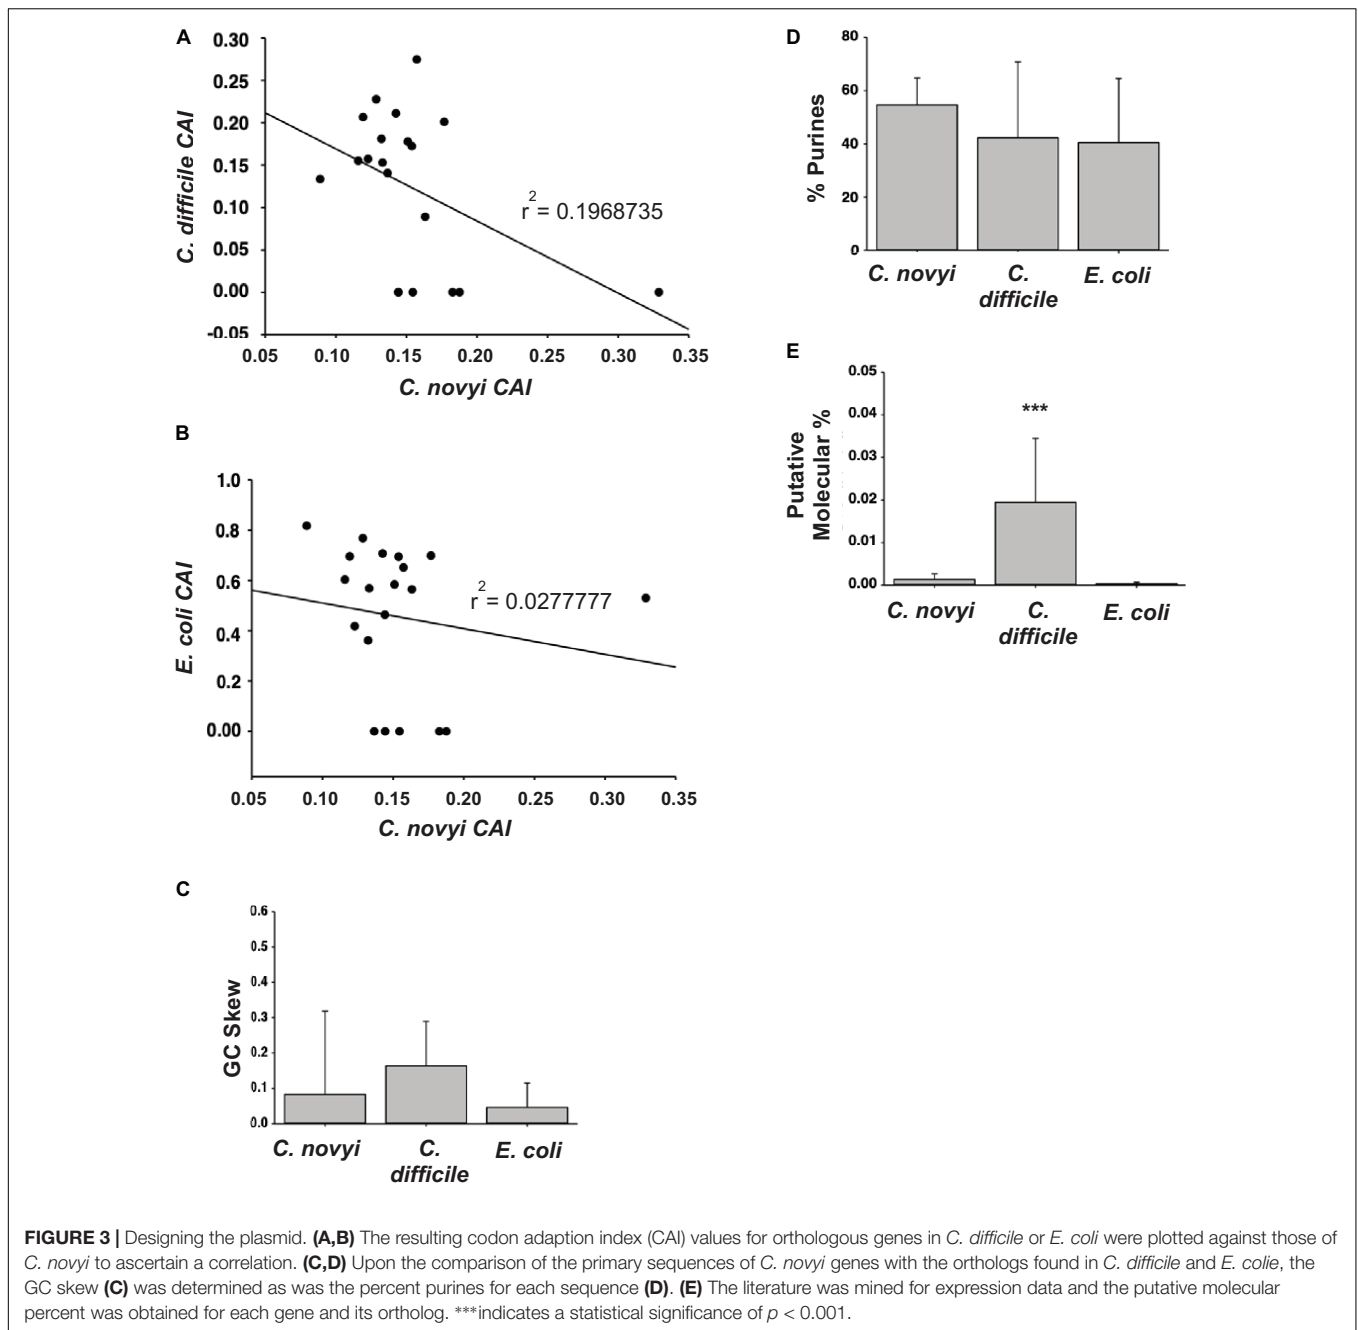 A
0.30
0.25
0.20
0.15
0.10
0.05
0.00
-0.05
C. difficile CAI
r2= 0.1968735
0.05 0.10 0.15 0.20 0.25 0.30 0.35
C. novyi CAI
B
1.0
0.8
0.6
0.4
0.2
0.00
E. coli CAI
r2= 0.0277777
0.05 0.10 0.15 0.20 0.25 0.30 0.35
C. novyi CAI
C
0.6
0.5
0.4
0.3
0.2
0.1
0.0
GC Skew
C. novyi C. difficile E. coli
D
80
60
40
20
0
% Purines
C. novyi C. difficile E. coli
E
0.05
0.04
0.03
0.02
0.01
0.00
Putative
Molecular %
***
C. novyi C. difficile E. coli
FIGURE 3 | Designing the plasmid. (A,B) The resulting codon adaption index (CAI) values for orthologous genes in C. difficile or E. coli were plotted against those of
C. novyi to ascertain a correlation. (C,D) Upon the comparison of the primary sequences of C. novyi genes with the orthologs found in C. difficile and E. colie, the
GC skew (C) was determined as was the percent purines for each sequence (D). (E) The literature was mined for expression data and the putative molecular
percent was obtained for each gene and its ortholog. ***indicates a statistical significance of p < 0.001.